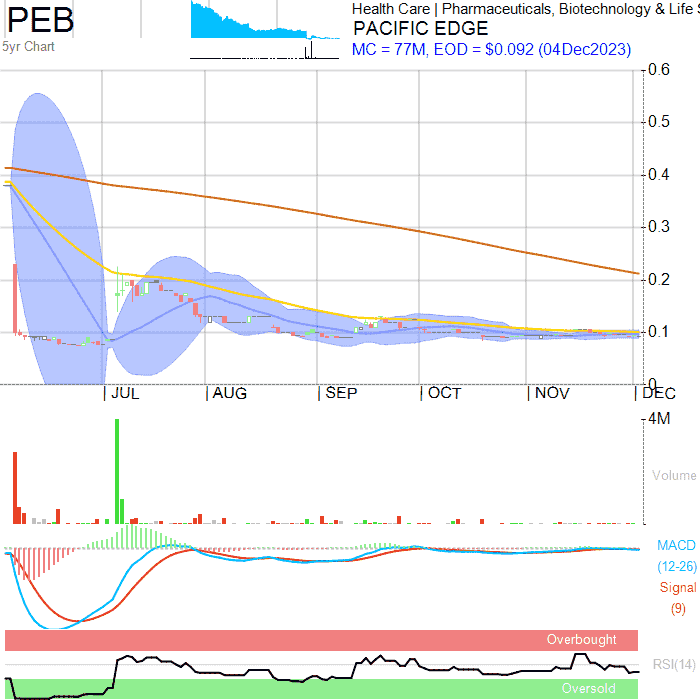 PEB
5yr Chart
Health Care | Pharmaceuticals, Biotechnology & Life S
PACIFIC EDGE
MC = 77M, EOD = $0.092 (04Dec2023)
0.6
0.5
0.4
0.3
0.2
0.1
0
| JUL | AUG | SEP | OCT | NOV | DEC
4M
Volume
MACD
(12-26)
Signal
(9)
Overbought
RSI(14)
Oversold